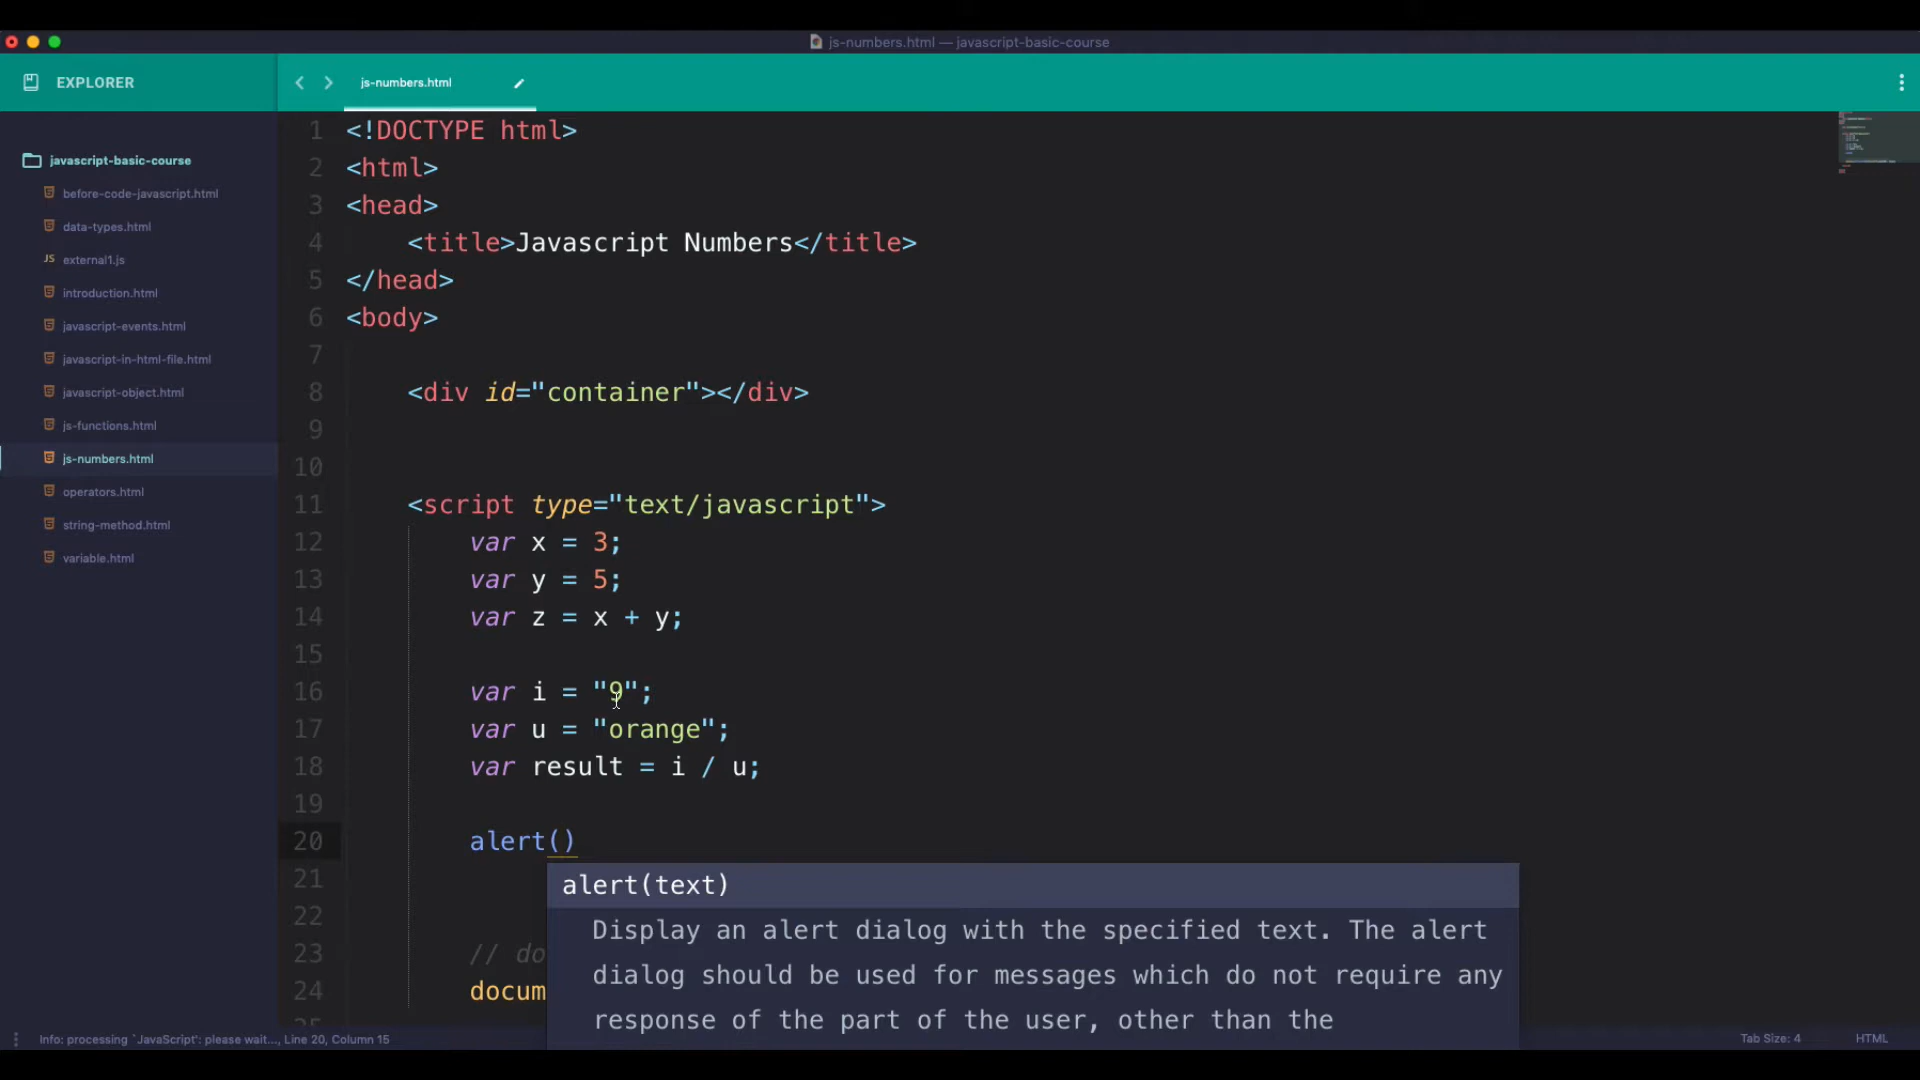 js-numbers.html — javascript-basic-course
EXPLORER
js-numbers.html
javascript-basic-course
before-code-javascript.html
data-types.html
JS external1.js
introduction.html
javascript-events.html
javascript-in-html-file.html
javascript-object.html
js-functions.html
js-numbers.html
operators.html
string-method.html
variable.html
1 <!DOCTYPE html>
2 <html>
3 <head>
4 <title>Javascript Numbers</title>
5 </head>
6 <body>
7
8 <div id="container"></div>
9
10
11 <script type="text/javascript">
12 var x = 3;
13 var y = 5;
14 var z = x + y;
15
16 var i = "9";
17 var u = "orange";
18 var result = i / u;
19
20 alert()
21
22
23 // do
24 docum
25
alert(text)
Display an alert dialog with the specified text. The alert
dialog should be used for messages which do not require any
response of the part of the user, other than the
Info: processing `JavaScript': please wait..., Line 20, Column 15
Tab Size: 4
HTML